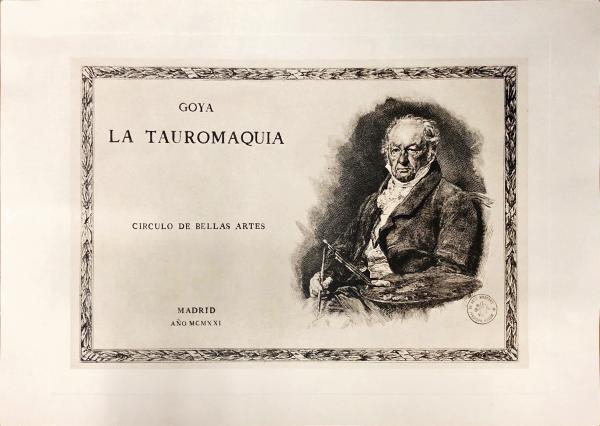 GOYA
LA TAUROMAQUIA
CIRCULO DE BELLAS ARTES
MADRID
AÑO MCMXXI